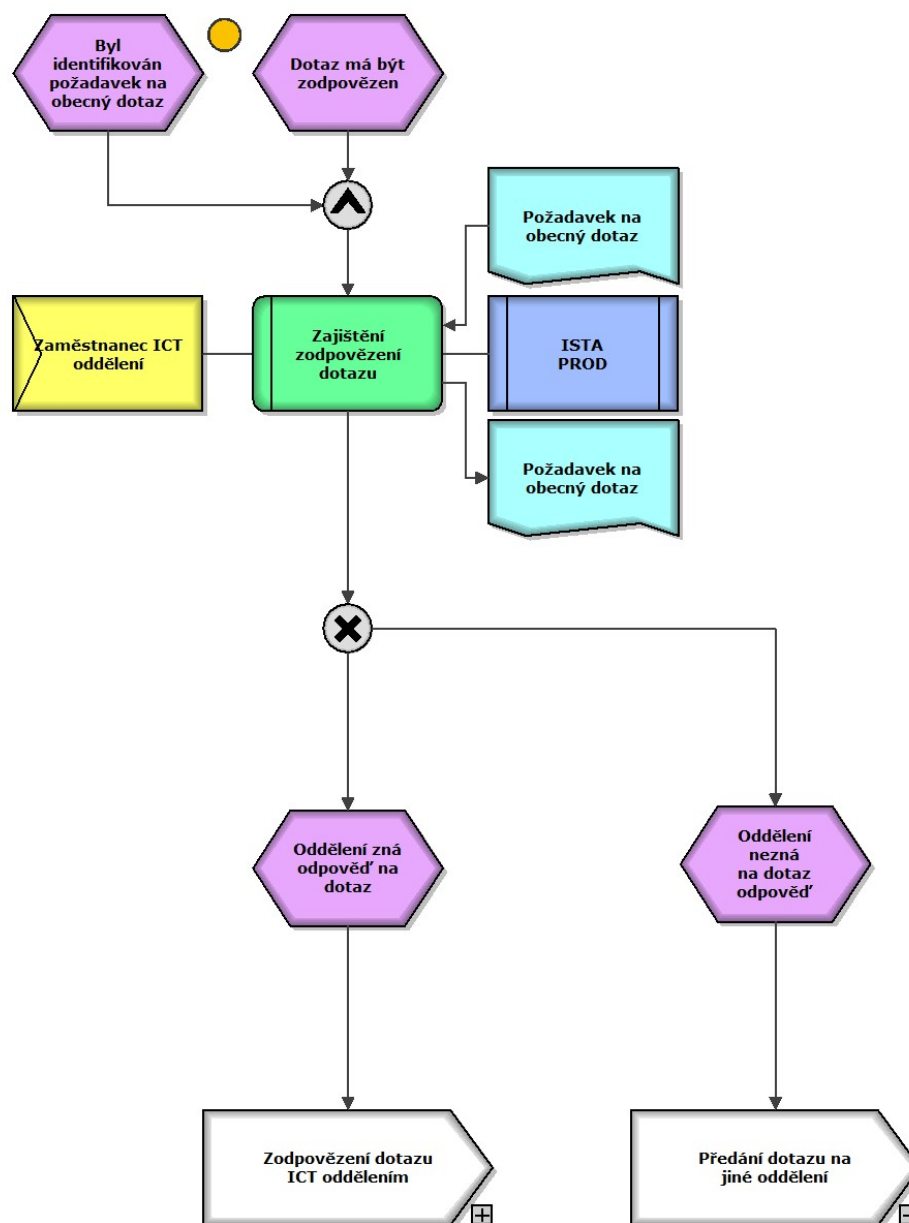 Byl
identifikován
požadavek na
obecný dotaz
Dotaz má být
zodpovězen
Požadavek na
obecný dotaz
Zaměstnanec ICT
oddělení
Zajištění
zodpovězení
dotazu
ISTA
PROD
Požadavek na
obecný dotaz
Oddělení zná
odpověď na
dotaz
Oddělení
nezná
na dotaz
odpověď
Zodpovězení dotazu
ICT oddělením
Předání dotazu na
jiné oddělení